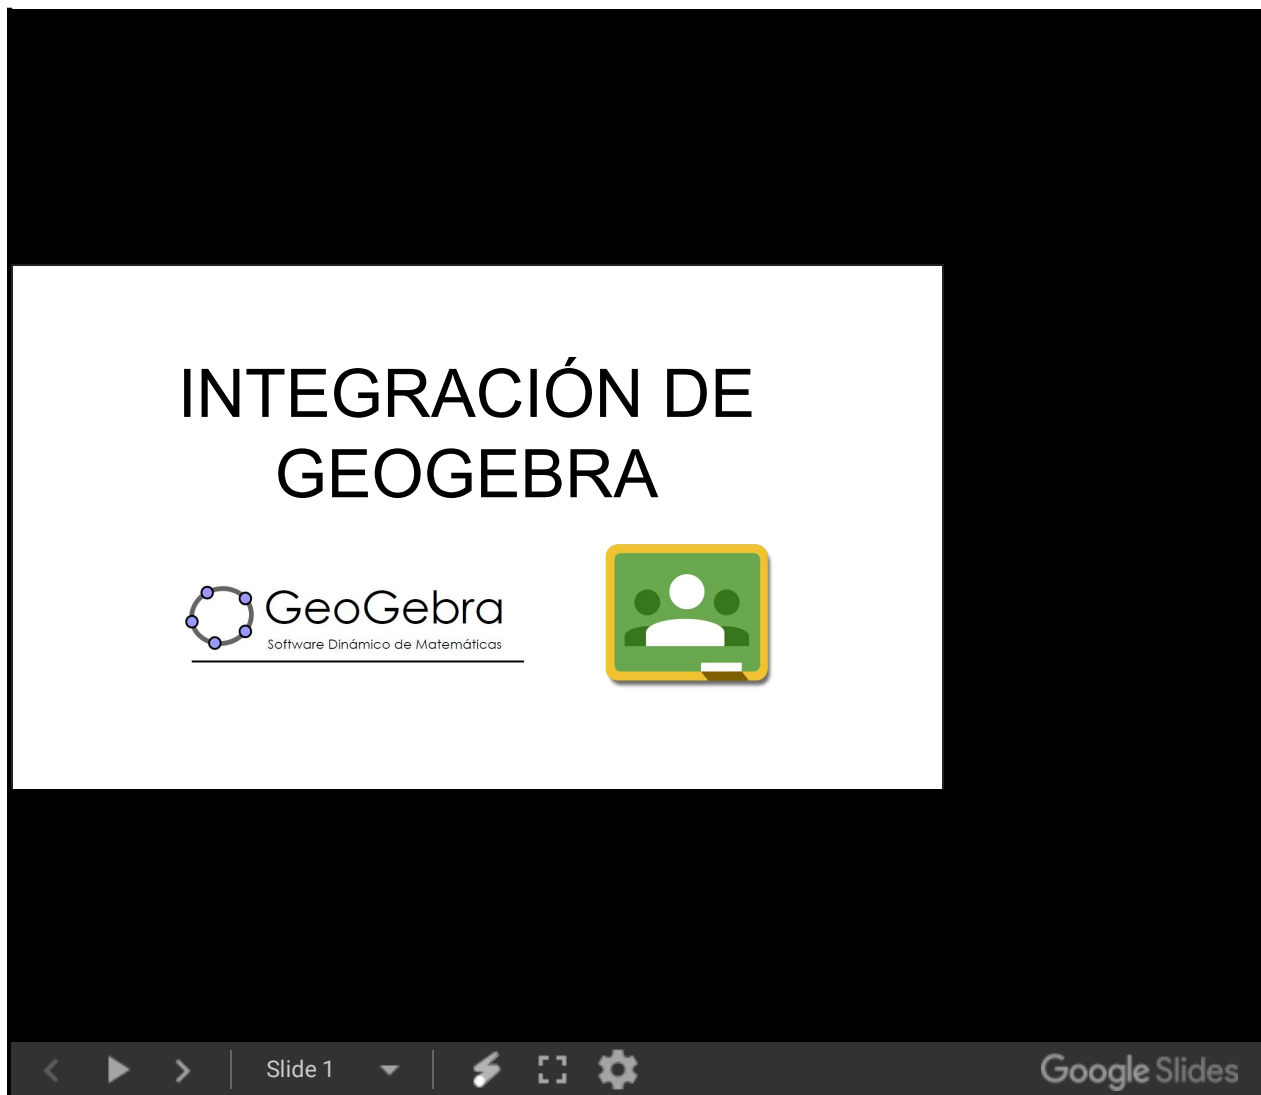 INTEGRACIÓN DE
GEOGEBRA
GeoGebra
Software Dinámico de Matemáticas
Slide 1
Google Slides